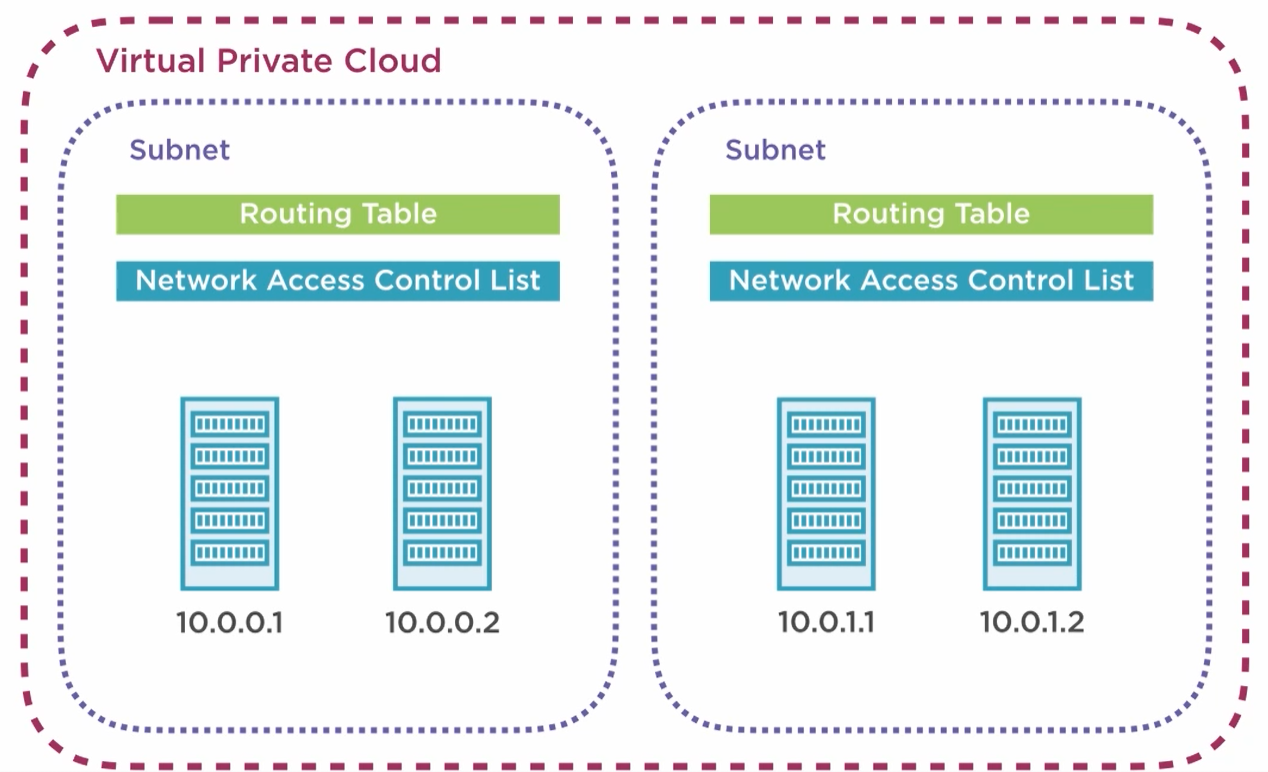 Virtual Private Cloud
Subnet
Routing Table
Network Access Control List
10.0.0.1
10.0.0.2
Subnet
Routing Table
Network Access Control List
10.0.1.1
10.0.1.2